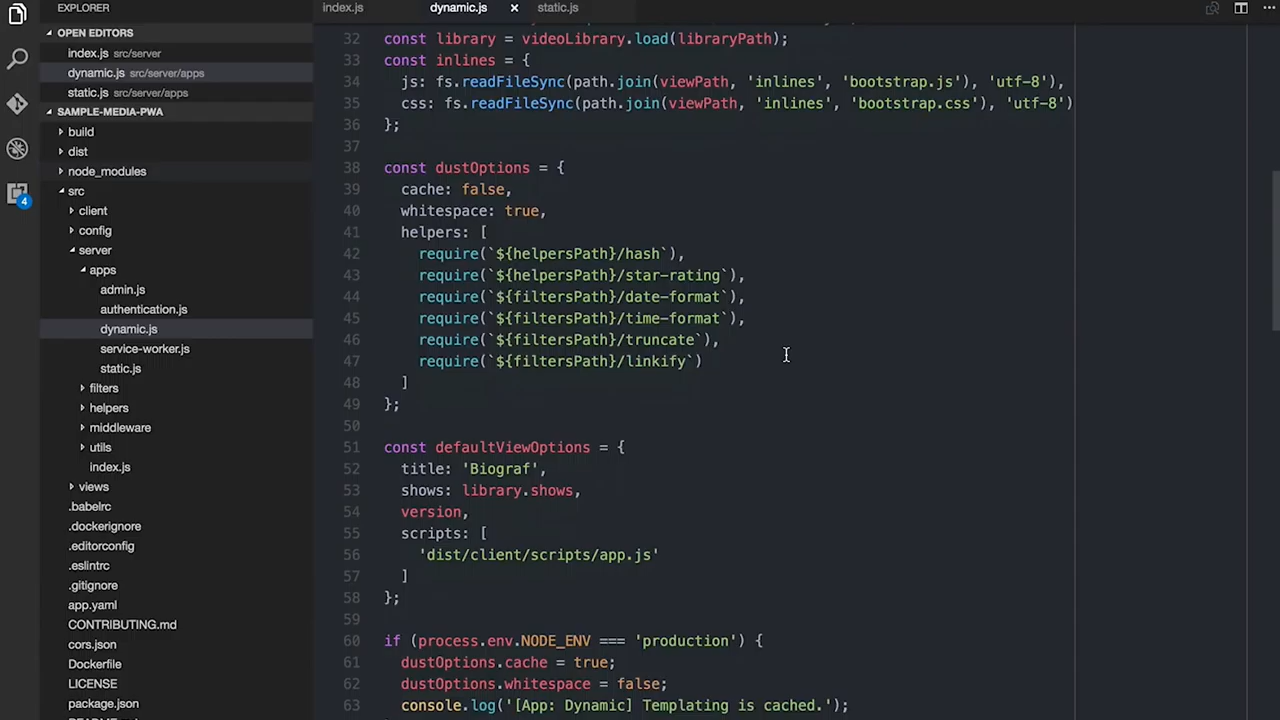 EXPLORER
OPEN EDITORS
index.js src/server
dynamic.js src/server/apps
static.js src/server/apps
SAMPLE-MEDIA-PWA
build
dist
node_modules
src
client
config
server
apps
admin.js
authentication.js
dynamic.js
service-worker.js
static.js
filters
helpers
middleware
utils
index.js
views
.babelrc
.dockerignore
.editorconfig
.eslintrc
.gitignore
app.yaml
CONTRIBUTING.md
cors.json
Dockerfile
LICENSE
package.json
4
index.js dynamic.js static.js
32 const library = videoLibrary.load(libraryPath);
33 const inlines = {
34 js: fs.readFileSync(path.join(viewPath, 'inlines', 'bootstrap.js'), 'utf-8'),
35 css: fs.readFileSync(path.join(viewPath, 'inlines', 'bootstrap.css'), 'utf-8')
36 };
37
38 const dustOptions = {
39 cache: false,
40 whitespace: true,
41 helpers: [
42 require(`${helpersPath}/hash`),
43 require(`${helpersPath}/star-rating`),
44 require(`${filtersPath}/date-format`),
45 require(`${filtersPath}/time-format`),
46 require(`${filtersPath}/truncate`),
47 require(`${filtersPath}/linkify`)
48 ]
49 };
50
51 const defaultViewOptions = {
52 title: 'Biograf',
53 shows: library.shows,
54 version,
55 scripts: [
56 'dist/client/scripts/app.js'
57 ]
58 };
59
60 if (process.env.NODE_ENV === 'production') {
61 dustOptions.cache = true;
62 dustOptions.whitespace = false;
63 console.log('[App: Dynamic] Templating is cached.');